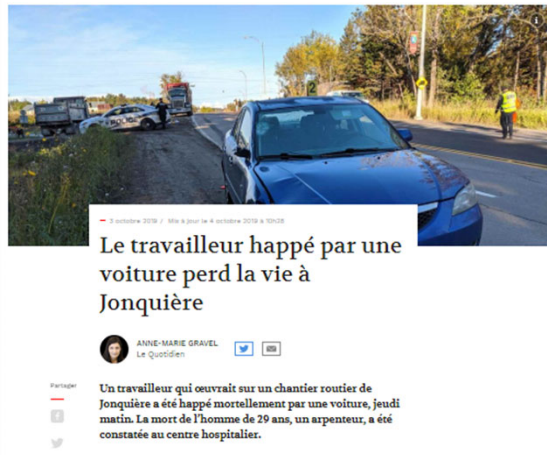 3 octobre 2019 / Mis à jour le 4 octobre 2019 à 10h38
Le travailleur happé par une
voiture perd la vie à
Jonquière
ANNE-MARIE GRAVEL
Le Quotidien
Partager
Un travailleur qui œuvrait sur un chantier routier de
Jonquière a été happé mortellement par une voiture, jeudi
matin. La mort de l'homme de 29 ans, un arpenteur, a été
constatée au centre hospitalier.